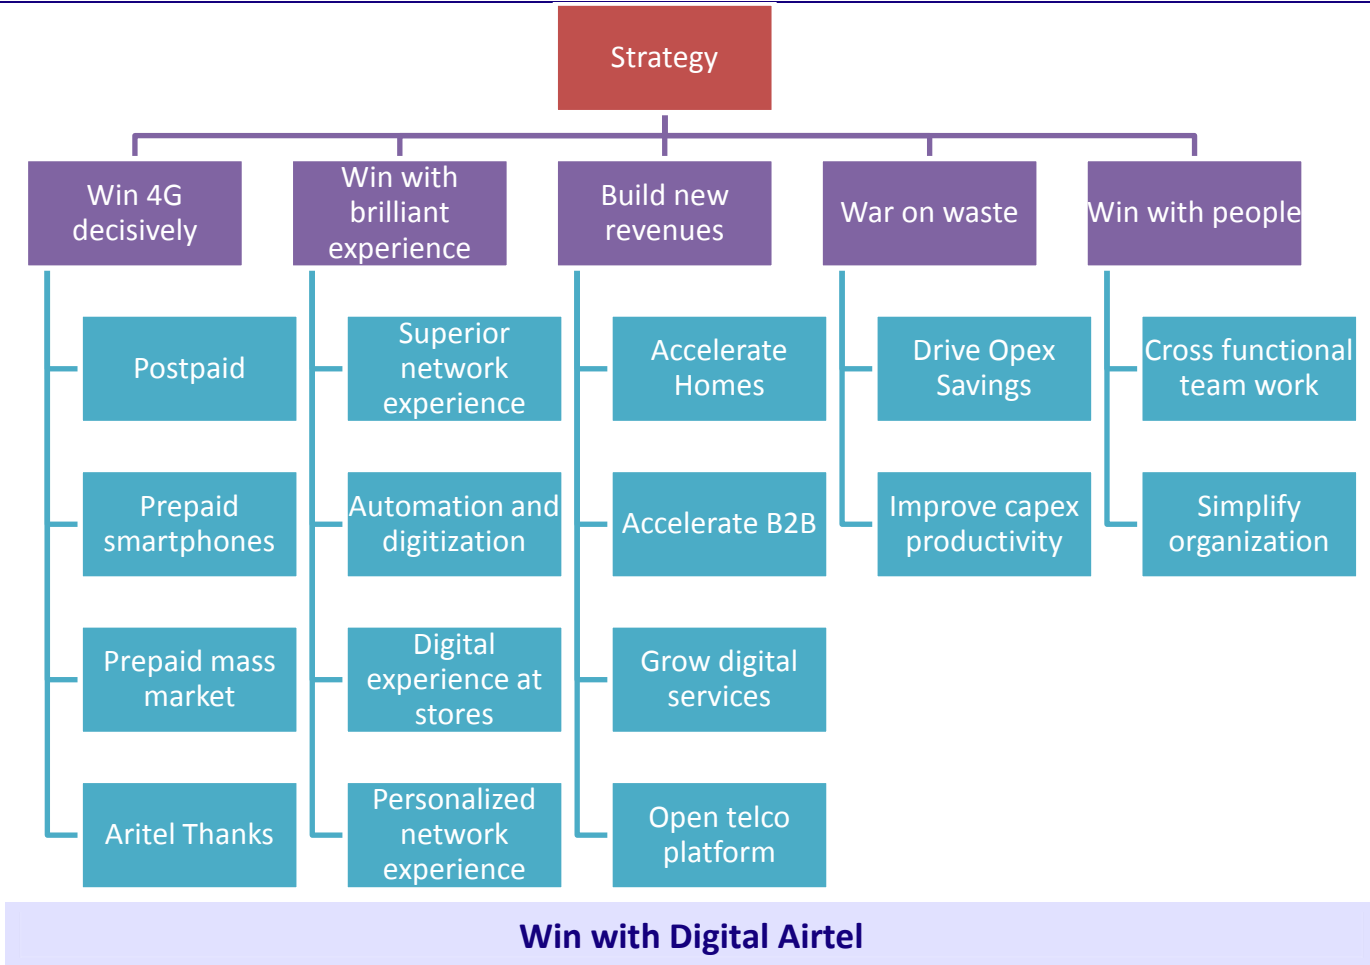 Strategy
Win 4G
decisively
Win with
brilliant
experience
Build new
revenues
War on waste
Win with people
Postpaid
Prepaid
smartphones
Prepaid mass
market
Aritel Thanks
Superior
network
experience
Automation and
digitization
Digital
experience at
stores
Personalized
network
experience
Accelerate
Homes
Accelerate B2B
Grow digital
services
Open telco
platform
Drive Opex
Savings
Improve capex
productivity
Cross functional
team work
Simplify
organization
Win with Digital Airtel